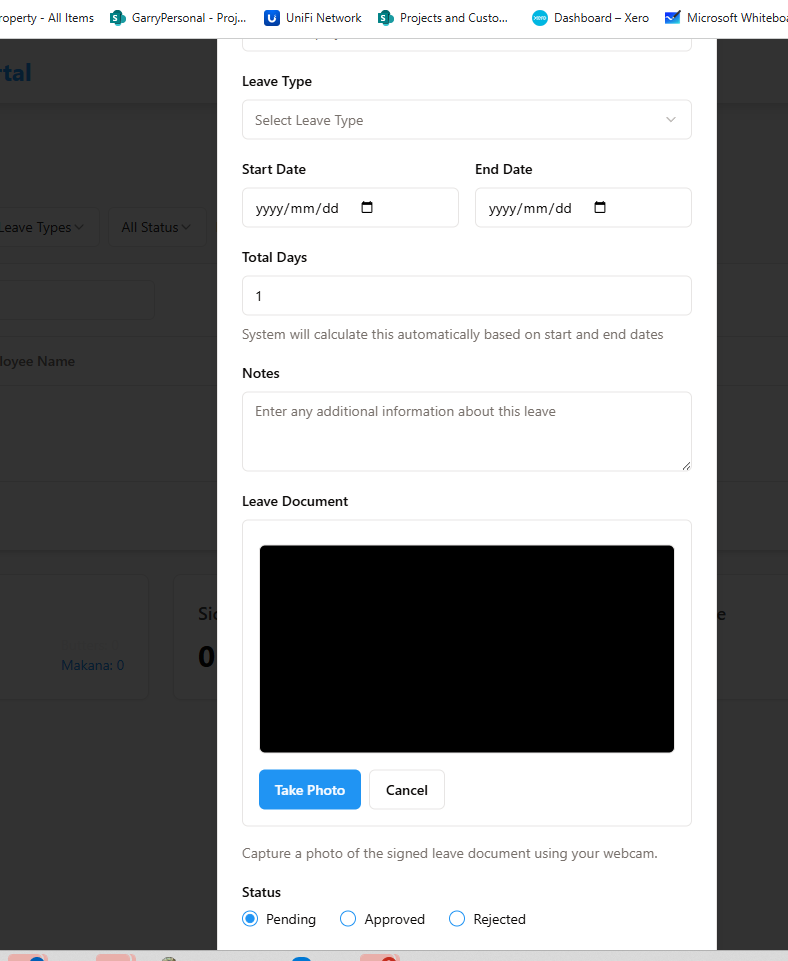 roperty - All Items GarryPersonal - Proj... UniFi Network Projects and Custo... xero Dashboard – Xero Microsoft Whiteboa
rtal
Leave Type
Select Leave Type
Start Date End Date
yyyy/mm/dd yyyy/mm/dd
Leave Types All Status
Total Days
1
System will calculate this automatically based on start and end dates
loyee Name
Notes
Enter any additional information about this leave
Leave Document
Sic
0
Makana: 0
e
Take Photo Cancel
Capture a photo of the signed leave document using your webcam.
Status
Pending Approved Rejected